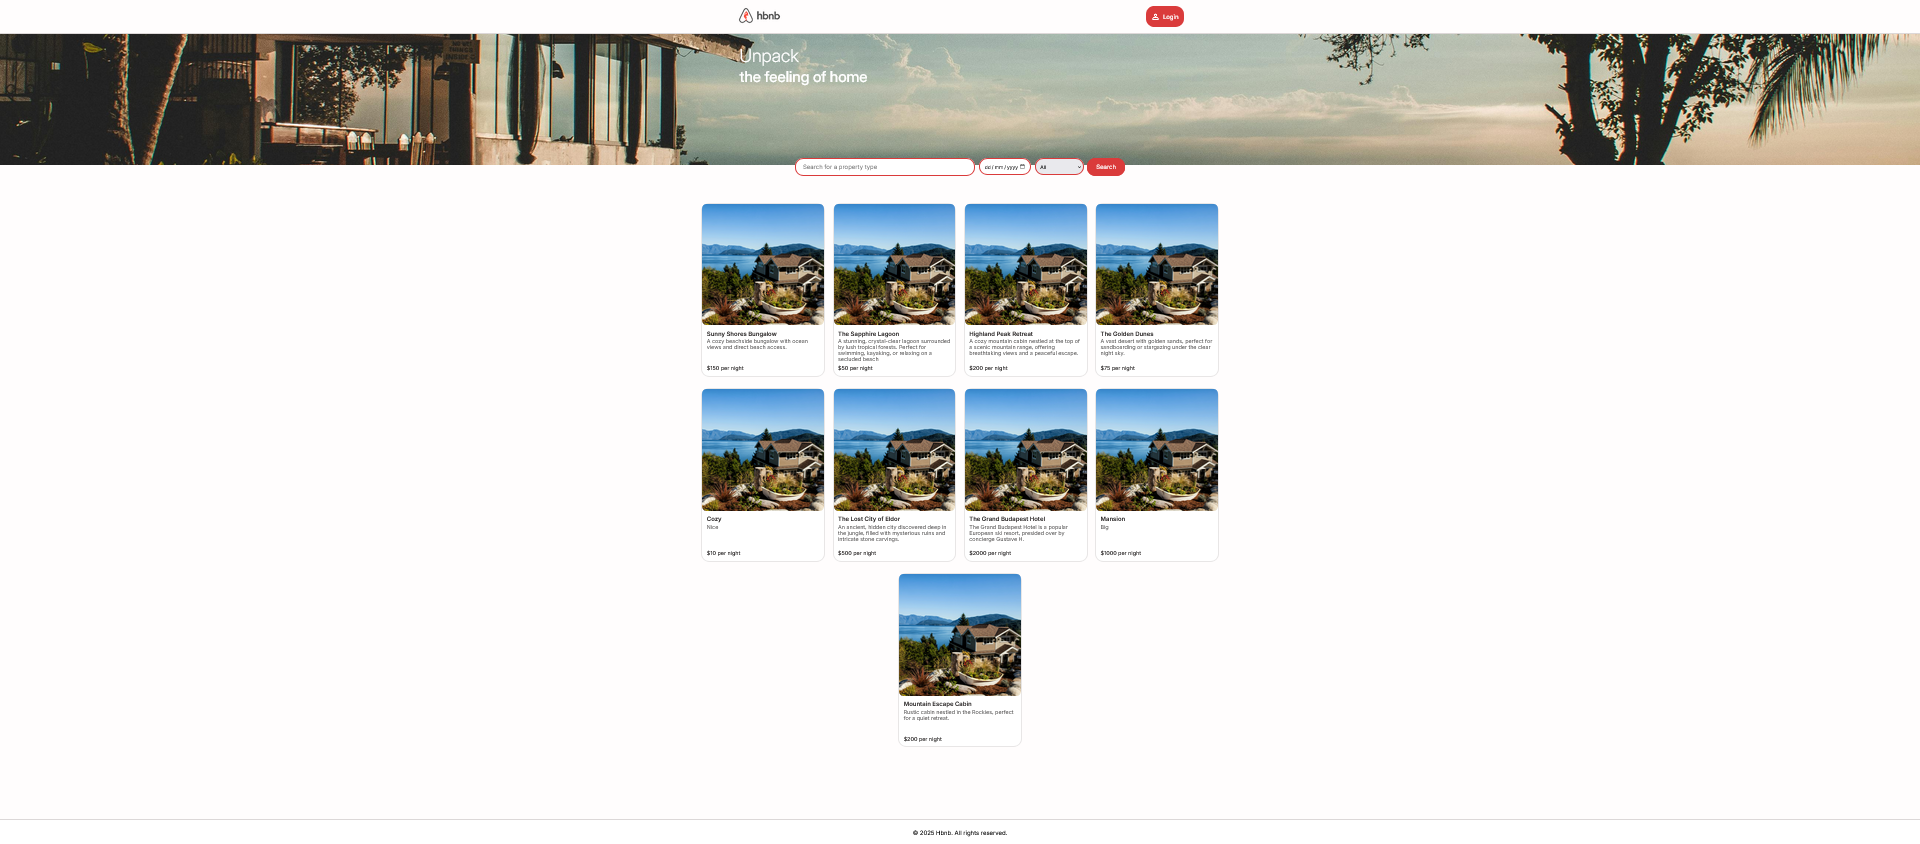 hbnb
Login
Unpack
the feeling of home
Search for a property type
dd / mm / yyyy
All
Search
Sunny Shores Bungalow
A cozy beachside bungalow with ocean
views and direct beach access.
$150 per night
The Sapphire Lagoon
A stunning, crystal-clear lagoon surrounded
by lush tropical forests. Perfect for
swimming, kayaking, or relaxing on a
secluded beach
$50 per night
Highland Peak Retreat
A cozy mountain cabin nestled at the top of
a scenic mountain range, offering
breathtaking views and a peaceful escape.
$200 per night
The Golden Dunes
A vast desert with golden sands, perfect for
sandboarding or stargazing under the clear
night sky.
$75 per night
Cozy
Nice
$10 per night
The Lost City of Eldor
An ancient, hidden city discovered deep in
the jungle, filled with mysterious ruins and
intricate stone carvings.
$500 per night
The Grand Budapest Hotel
The Grand Budapest Hotel is a popular
European ski resort, presided over by
concierge Gustave H.
$2000 per night
Mansion
Big
$1000 per night
Mountain Escape Cabin
Rustic cabin nestled in the Rockies, perfect
for a quiet retreat.
$200 per night
© 2025 Hbnb. All rights reserved.